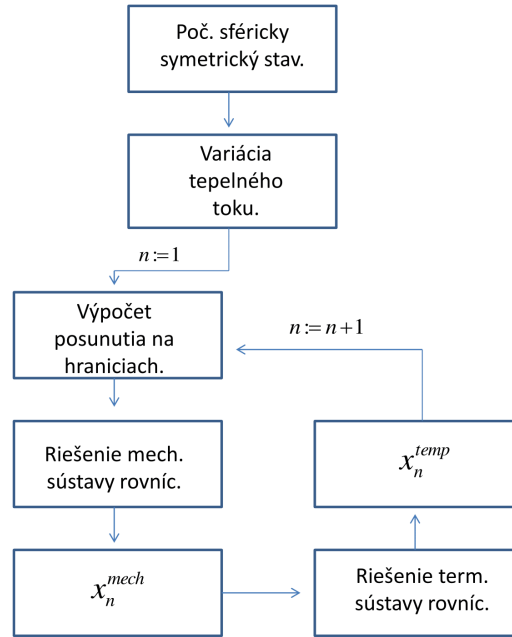 Poč. sféricky
symetrický stav.
Variácia
tepelného
toku.
n:=1
Výpočet
posunutia na
hraniciach.
n:=n+1
Riešenie mech.
sústavy rovníc.
x_n^{temp}
x_n^{mech}
Riešenie term.
sústavy rovníc.